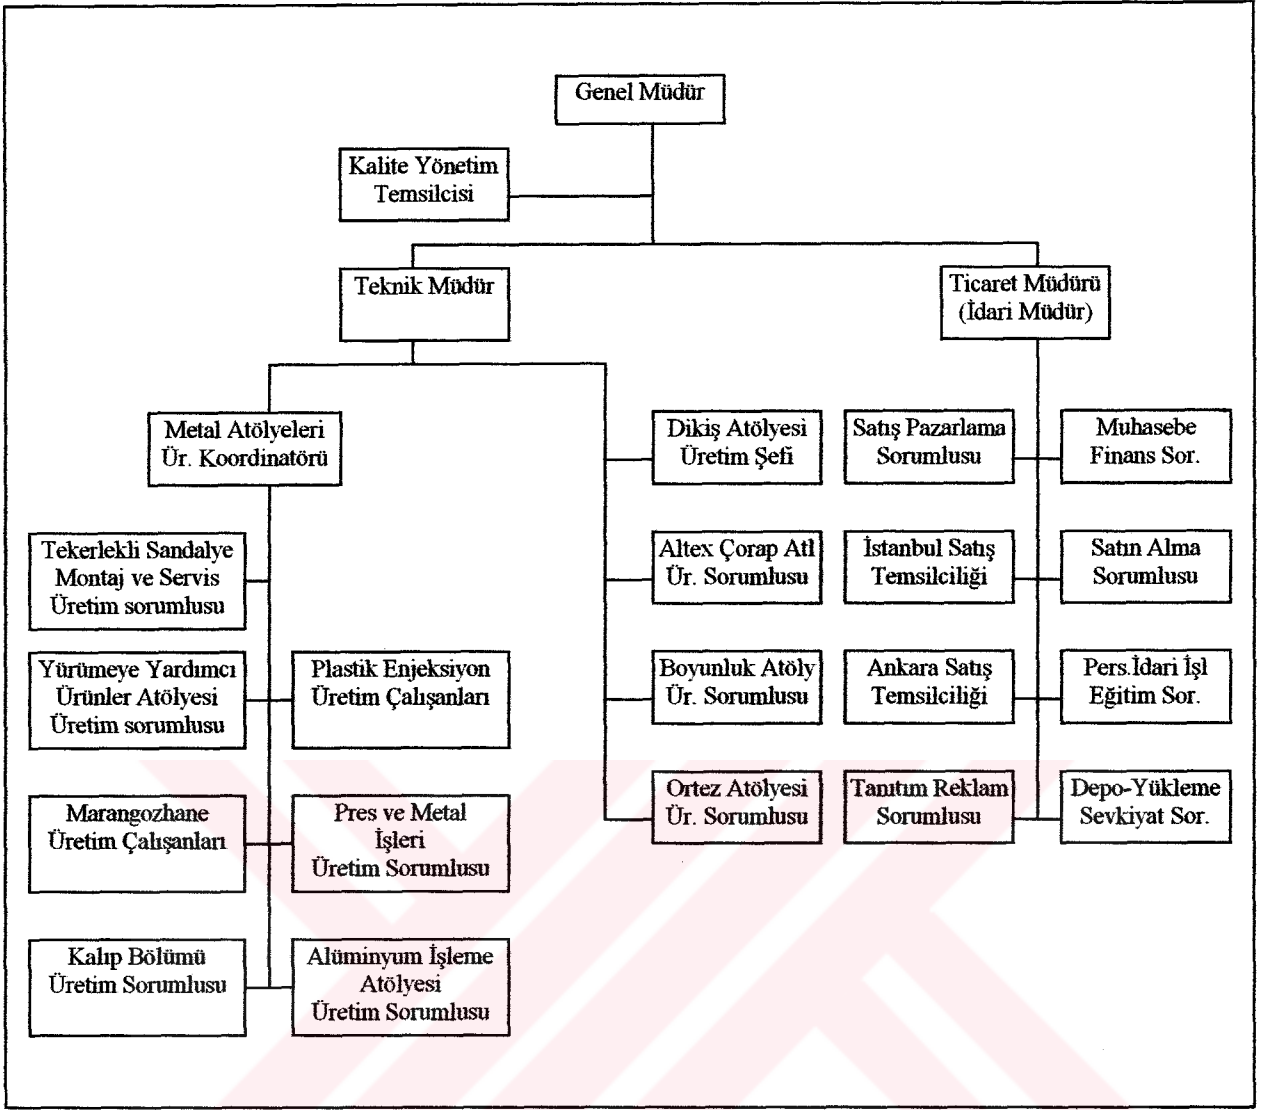 Genel Müdür
Kalite Yönetim
Temsilcisi
Teknik Müdür
Ticaret Müdürü
(İdari Müdür)
Metal Atölyeleri
Ür. Koordinatörü
Dikiş Atölyesi
Üretim Şefi
Satış Pazarlama
Sorumlusu
Muhasebe
Finans Sor.
Tekerlekli Sandalye
Montaj ve Servis
Üretim sorumlusu
Altex Çorap Atl
Ür. Sorumlusu
İstanbul Satış
Temsilciliği
Satın Alma
Sorumlusu
Yürümeye Yardımcı
Ürünler Atölyesi
Üretim sorumlusu
Plastik Enjeksiyon
Üretim Çalışanları
Boyunluk Atöly
Ür. Sorumlusu
Ankara Satış
Temsilciliği
Pers.İdari İşl
Eğitim Sor.
Marangozhane
Üretim Çalışanları
Pres ve Metal
İşleri
Üretim Sorumlusu
Ortez Atölyesi
Ür. Sorumlusu
Tanıtım Reklam
Sorumlusu
Depo-Yükleme
Sevkiyat Sor.
Kalıp Bölümü
Üretim Sorumlusu
Alüminyum İşleme
Atölyesi
Üretim Sorumlusu